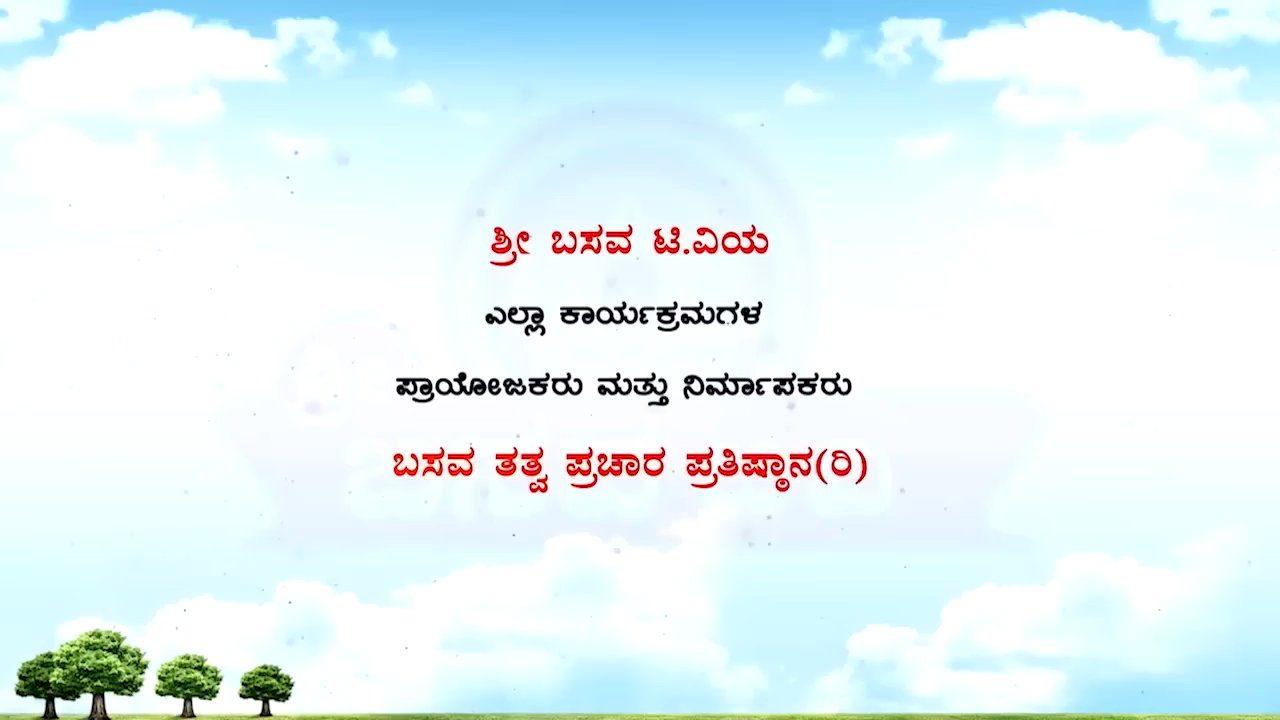 ಶ್ರೀ ಬಸವ ಟಿ.ವಿಯ
ಎಲ್ಲಾ ಕಾರ್ಯಕ್ರಮಗಳ
ಪ್ರಾಯೋಜಕರು ಮತ್ತು ನಿರ್ಮಾಪಕರು
ಬಸವ ತತ್ವ ಪ್ರಚಾರ ಪ್ರತಿಷ್ಠಾನ(ರಿ)